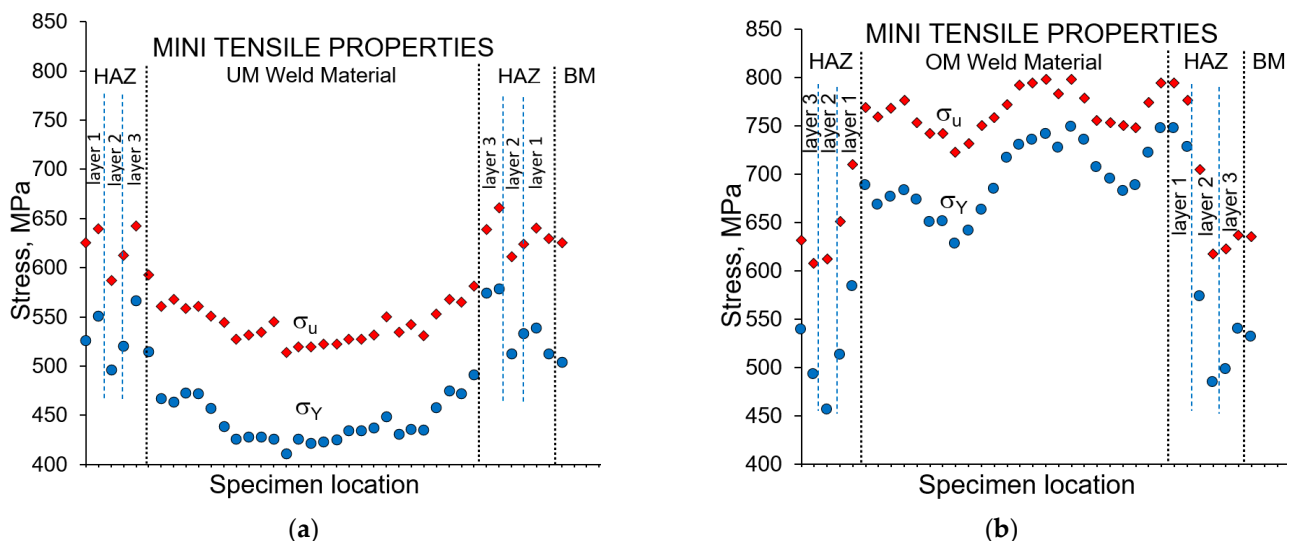 MINI TENSILE PROPERTIES
HAZ
UM Weld Material
HAZ
BM
850
800
750
700
650
600
550
500
450
400
Stress, MPa
layer 1
layer 2
layer 3
layer 3
layer 2
layer 1
σu
σY
Specimen location
(a)
MINI TENSILE PROPERTIES
HAZ
OM Weld Material
HAZ
BM
850
800
750
700
650
600
550
500
450
400
Stress, MPa
layer 3
layer 2
layer 1
layer 1
layer 2
layer 3
σu
σY
Specimen location
(b)